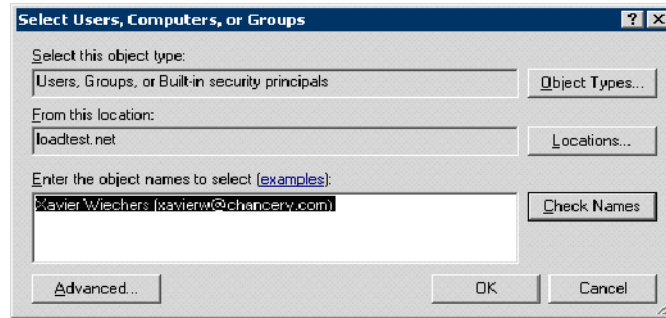 Select Users, Computers, or Groups
Select this object type:
Users, Groups, or Built-in security principals
Object Types...
From this location:
loadtest.net
Locations...
Enter the object names to select (examples):
Xavier Wiechers (xavierw@chancery.com)
Check Names
Advanced...
OK
Cancel